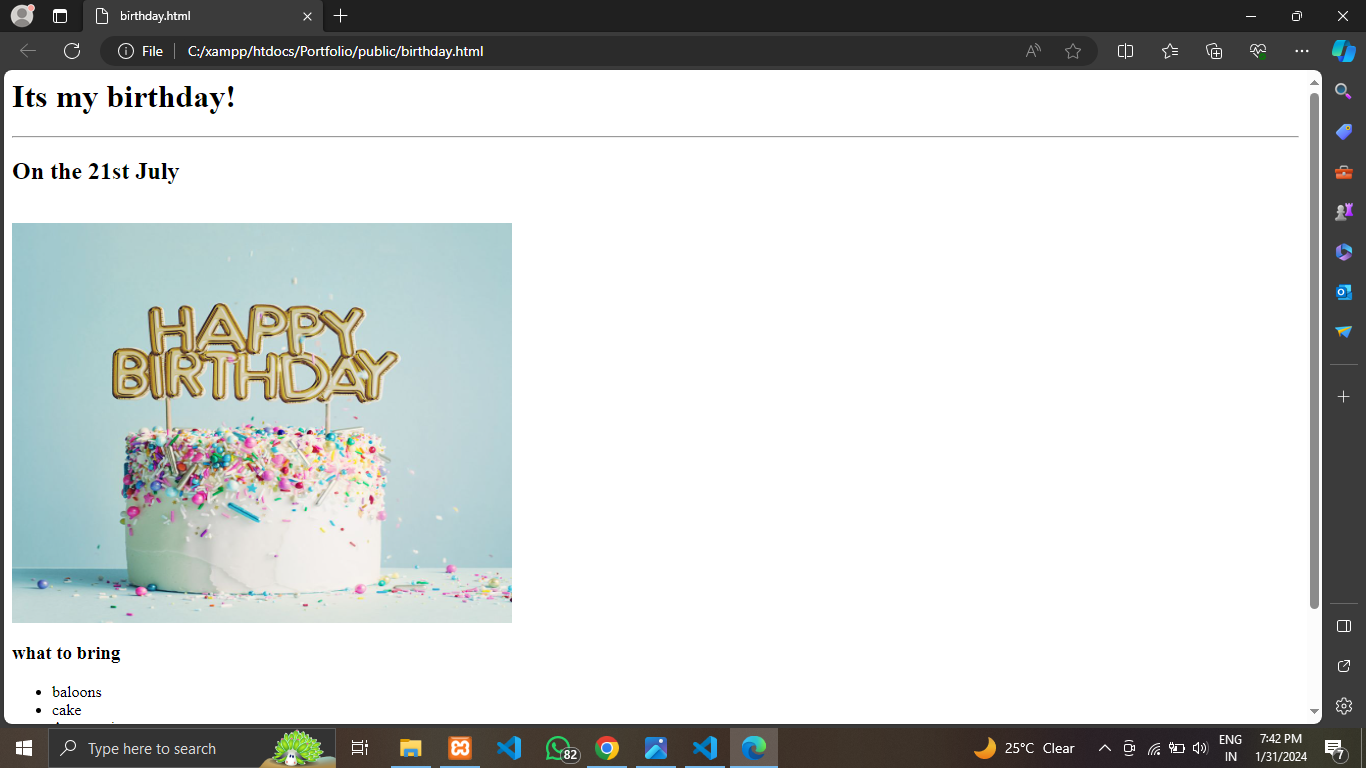 birthday.html
File
C:/xampp/htdocs/Portfolio/public/birthday.html
Its my birthday!
On the 21st July
HAPPY
BIRTHDAY
what to bring
baloons
cake
Type here to search
82
25°C Clear
ENG
IN
7:42 PM
1/31/2024
7